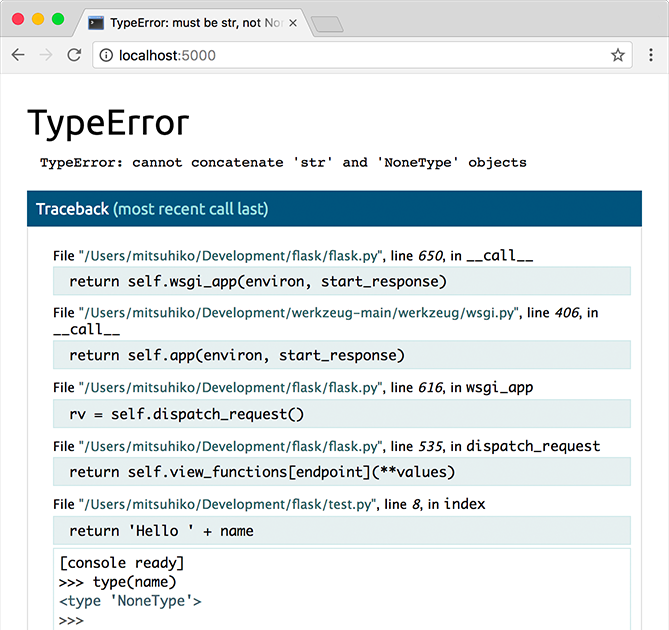 TypeError: must be str, not No
localhost:5000
TypeError
TypeError: cannot concatenate 'str' and 'NoneType' objects
Traceback (most recent call last)
File "/Users/mitsuhiko/Development/flask/flask.py", line 650, in __call__
return self.wsgi_app(environ, start_response)
File "/Users/mitsuhiko/Development/werkzeug-main/werkzeug/wsgi.py", line 406, in
__call__
return self.app(environ, start_response)
File "/Users/mitsuhiko/Development/flask/flask.py", line 616, in wsgi_app
rv = self.dispatch_request()
File "/Users/mitsuhiko/Development/flask/flask.py", line 535, in dispatch_request
return self.view_functions[endpoint](**values)
File "/Users/mitsuhiko/Development/flask/test.py", line 8, in index
return 'Hello ' + name
[console ready]
>>> type(name)
<type 'NoneType'>
>>>